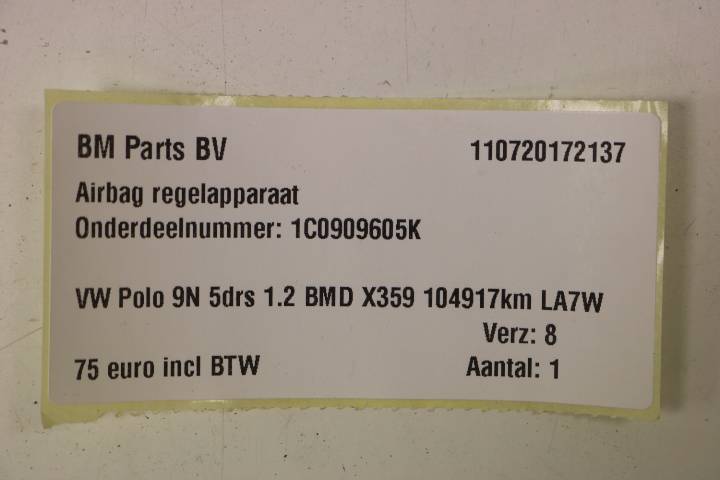 BM Parts BV 110720172137
Airbag regelapparaat
Onderdeelnummer: 1C0909605K
VW Polo 9N 5drs 1.2 BMD X359 104917km LA7W
Verz: 8
75 euro incl BTW Aantal: 1